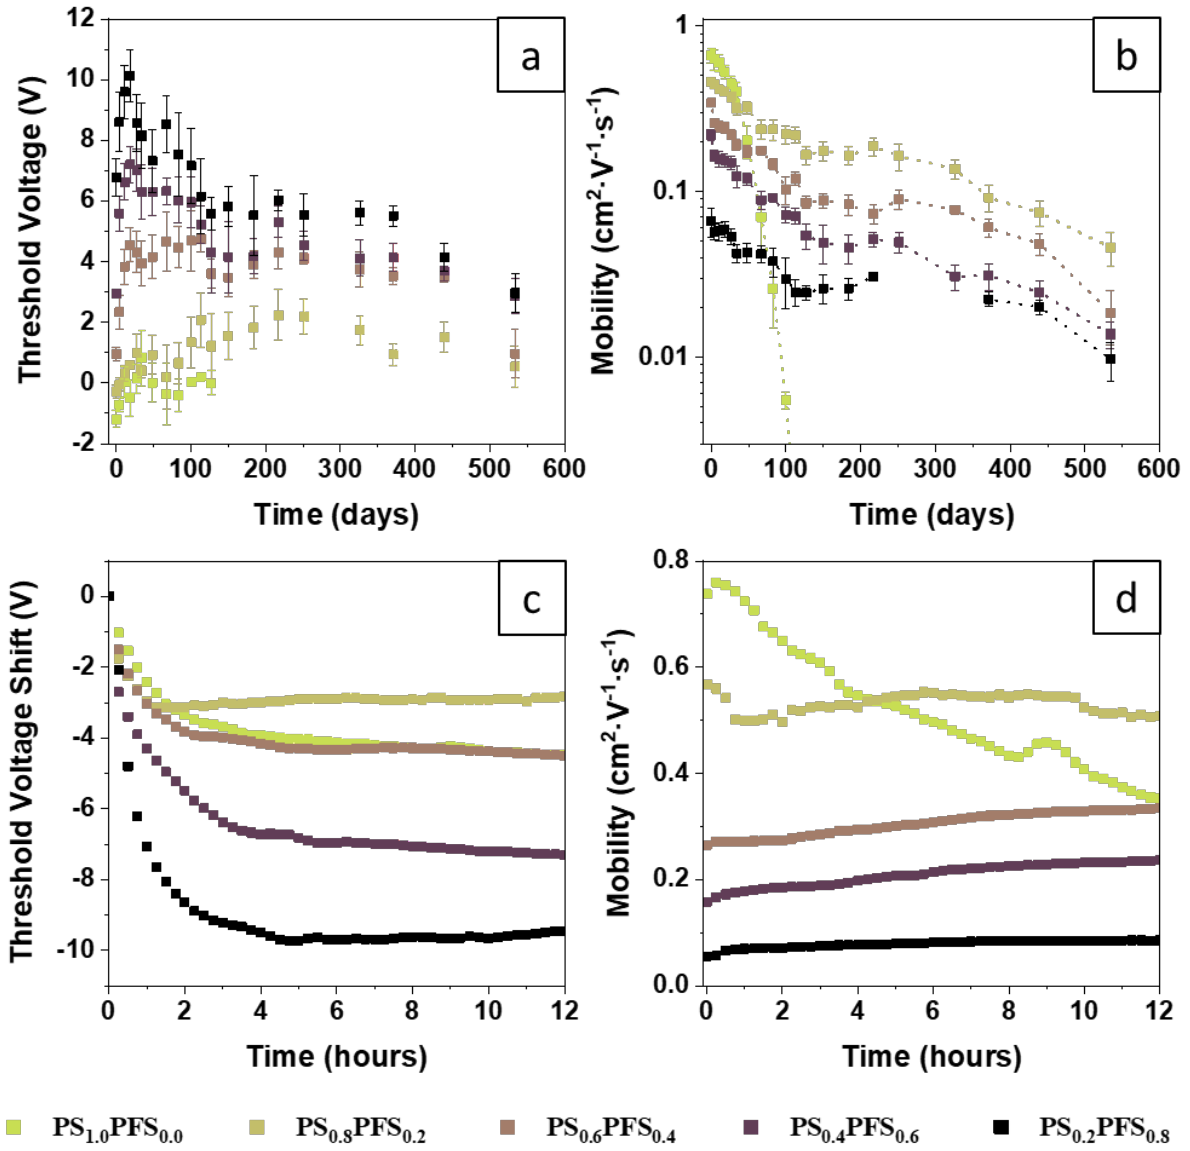 a
Threshold Voltage (V)
12
10
8
6
4
2
0
-2
0 100 200 300 400 500 600
Time (days)
b
Mobility (cm²·V⁻¹·s⁻¹)
1
0.1
0.01
0 100 200 300 400 500 600
Time (days)
c
Threshold Voltage Shift (V)
0
-2
-4
-6
-8
-10
0 2 4 6 8 10 12
Time (hours)
d
Mobility (cm²·V⁻¹·s⁻¹)
0.8
0.6
0.4
0.2
0.0
0 2 4 6 8 10 12
Time (hours)
PS₁.₀PFS₀.₀ PS₀.₈PFS₀.₂ PS₀.₆PFS₀.₄ PS₀.₄PFS₀.₆ PS₀.₂PFS₀.₈